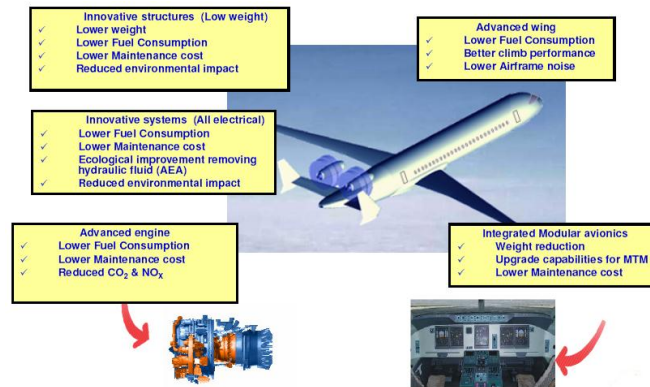 Innovative structures (Low weight)
✓ Lower weight
✓ Lower Fuel Consumption
✓ Lower Maintenance cost
✓ Reduced environmental impact
Advanced wing
✓ Lower Fuel Consumption
✓ Better climb performance
✓ Lower Airframe noise
Innovative systems (All electrical)
✓ Lower Fuel Consumption
✓ Lower Maintenance cost
✓ Ecological improvement removing
hydraulic fluid (AEA)
✓ Reduced environmental impact
Advanced engine
✓ Lower Fuel Consumption
✓ Lower Maintenance cost
✓ Reduced CO₂ & NOₓ
Integrated Modular avionics
✓ Weight reduction
✓ Upgrade capabilities for MTM
✓ Lower Maintenance cost